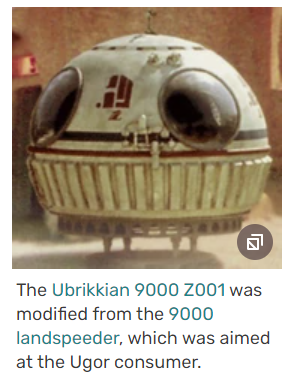 The Ubrikkian 9000 Z001 was
modified from the 9000
landspeeder, which was aimed
at the Ugor consumer.